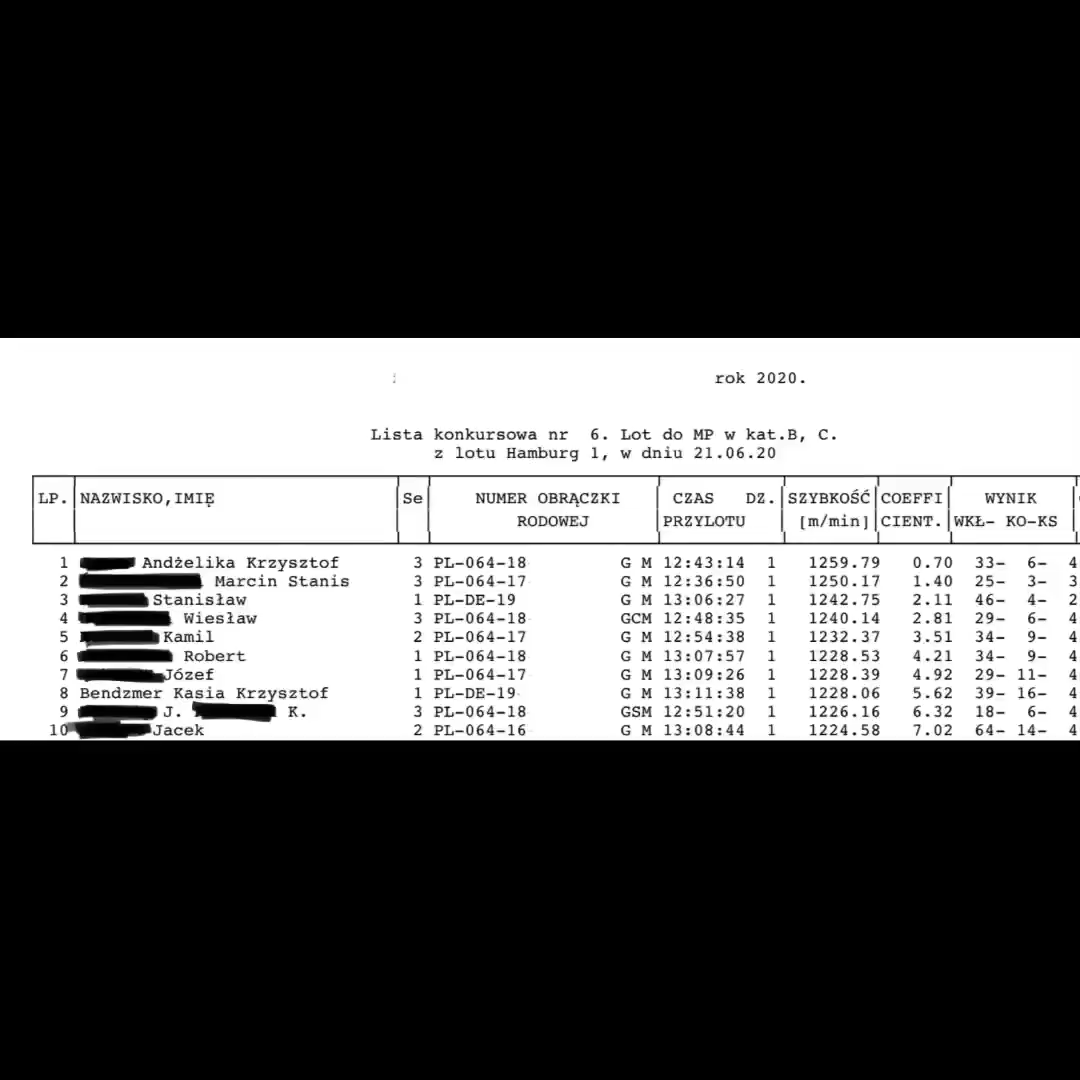 rok 2020.
Lista konkursowa nr 6. Lot do MP w kat.B, C.
z lotu Hamburg 1, w dniu 21.06.20
LP. NAZWISKO,IMIĘ Se NUMER OBRĄCZKI CZAS DZ. SZYBKOŚĆ COEFFI WYNIK
RODOWEJ PRZYLOTU [m/min] CIENT. WKŁ- KO-KS
1 Andżelika Krzysztof 3 PL-064-18 G M 12:43:14 1 1259.79 0.70 33- 6- 4
2 Marcin Stanis 3 PL-064-17 G M 12:36:50 1 1250.17 1.40 25- 3- 3
3 Stanisław 1 PL-DE-19 G M 13:06:27 1 1242.75 2.11 46- 4- 2
4 Wiesław 3 PL-064-18 GCM 12:48:35 1 1240.14 2.81 29- 6- 4
5 Kamil 2 PL-064-17 G M 12:54:38 1 1232.37 3.51 34- 9- 4
6 Robert 1 PL-064-18 G M 13:07:57 1 1228.53 4.21 34- 9- 4
7 Józef 1 PL-064-17 G M 13:09:26 1 1228.39 4.92 29- 11- 4
8 Bendzmer Kasia Krzysztof 1 PL-DE-19 G M 13:11:38 1 1228.06 5.62 39- 16- 4
9 J. K. 3 PL-064-18 GSM 12:51:20 1 1226.16 6.32 18- 6- 4
10 Jacek 2 PL-064-16 G M 13:08:44 1 1224.58 7.02 64- 14- 4